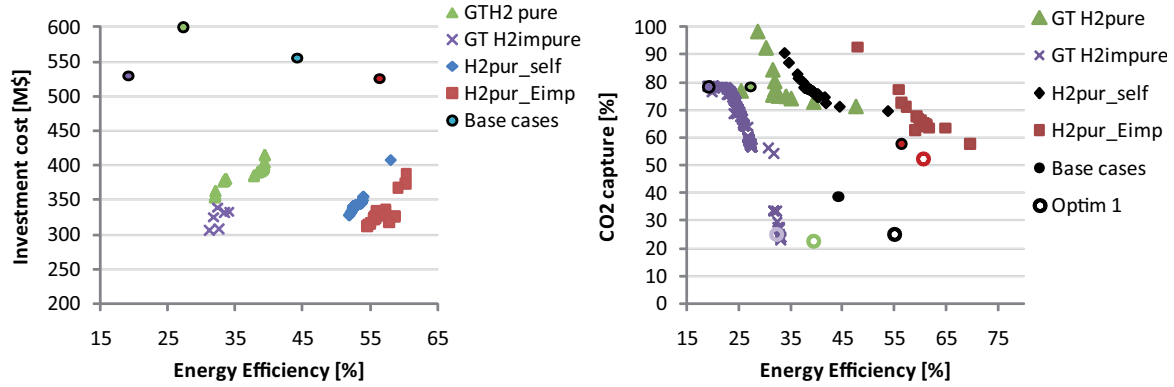 Investment cost [M$]
600
550
500
450
400
350
300
250
200
15 25 35 45 55 65
Energy Efficiency [%]
GTH2 pure
GT H2impure
H2pur_self
H2pur_Eimp
Base cases
CO2 capture [%]
100
90
80
70
60
50
40
30
20
10
0
15 25 35 45 55 65 75
Energy Efficiency [%]
GT H2pure
GT H2impure
H2pur_self
H2pur_Eimp
Base cases
Optim 1